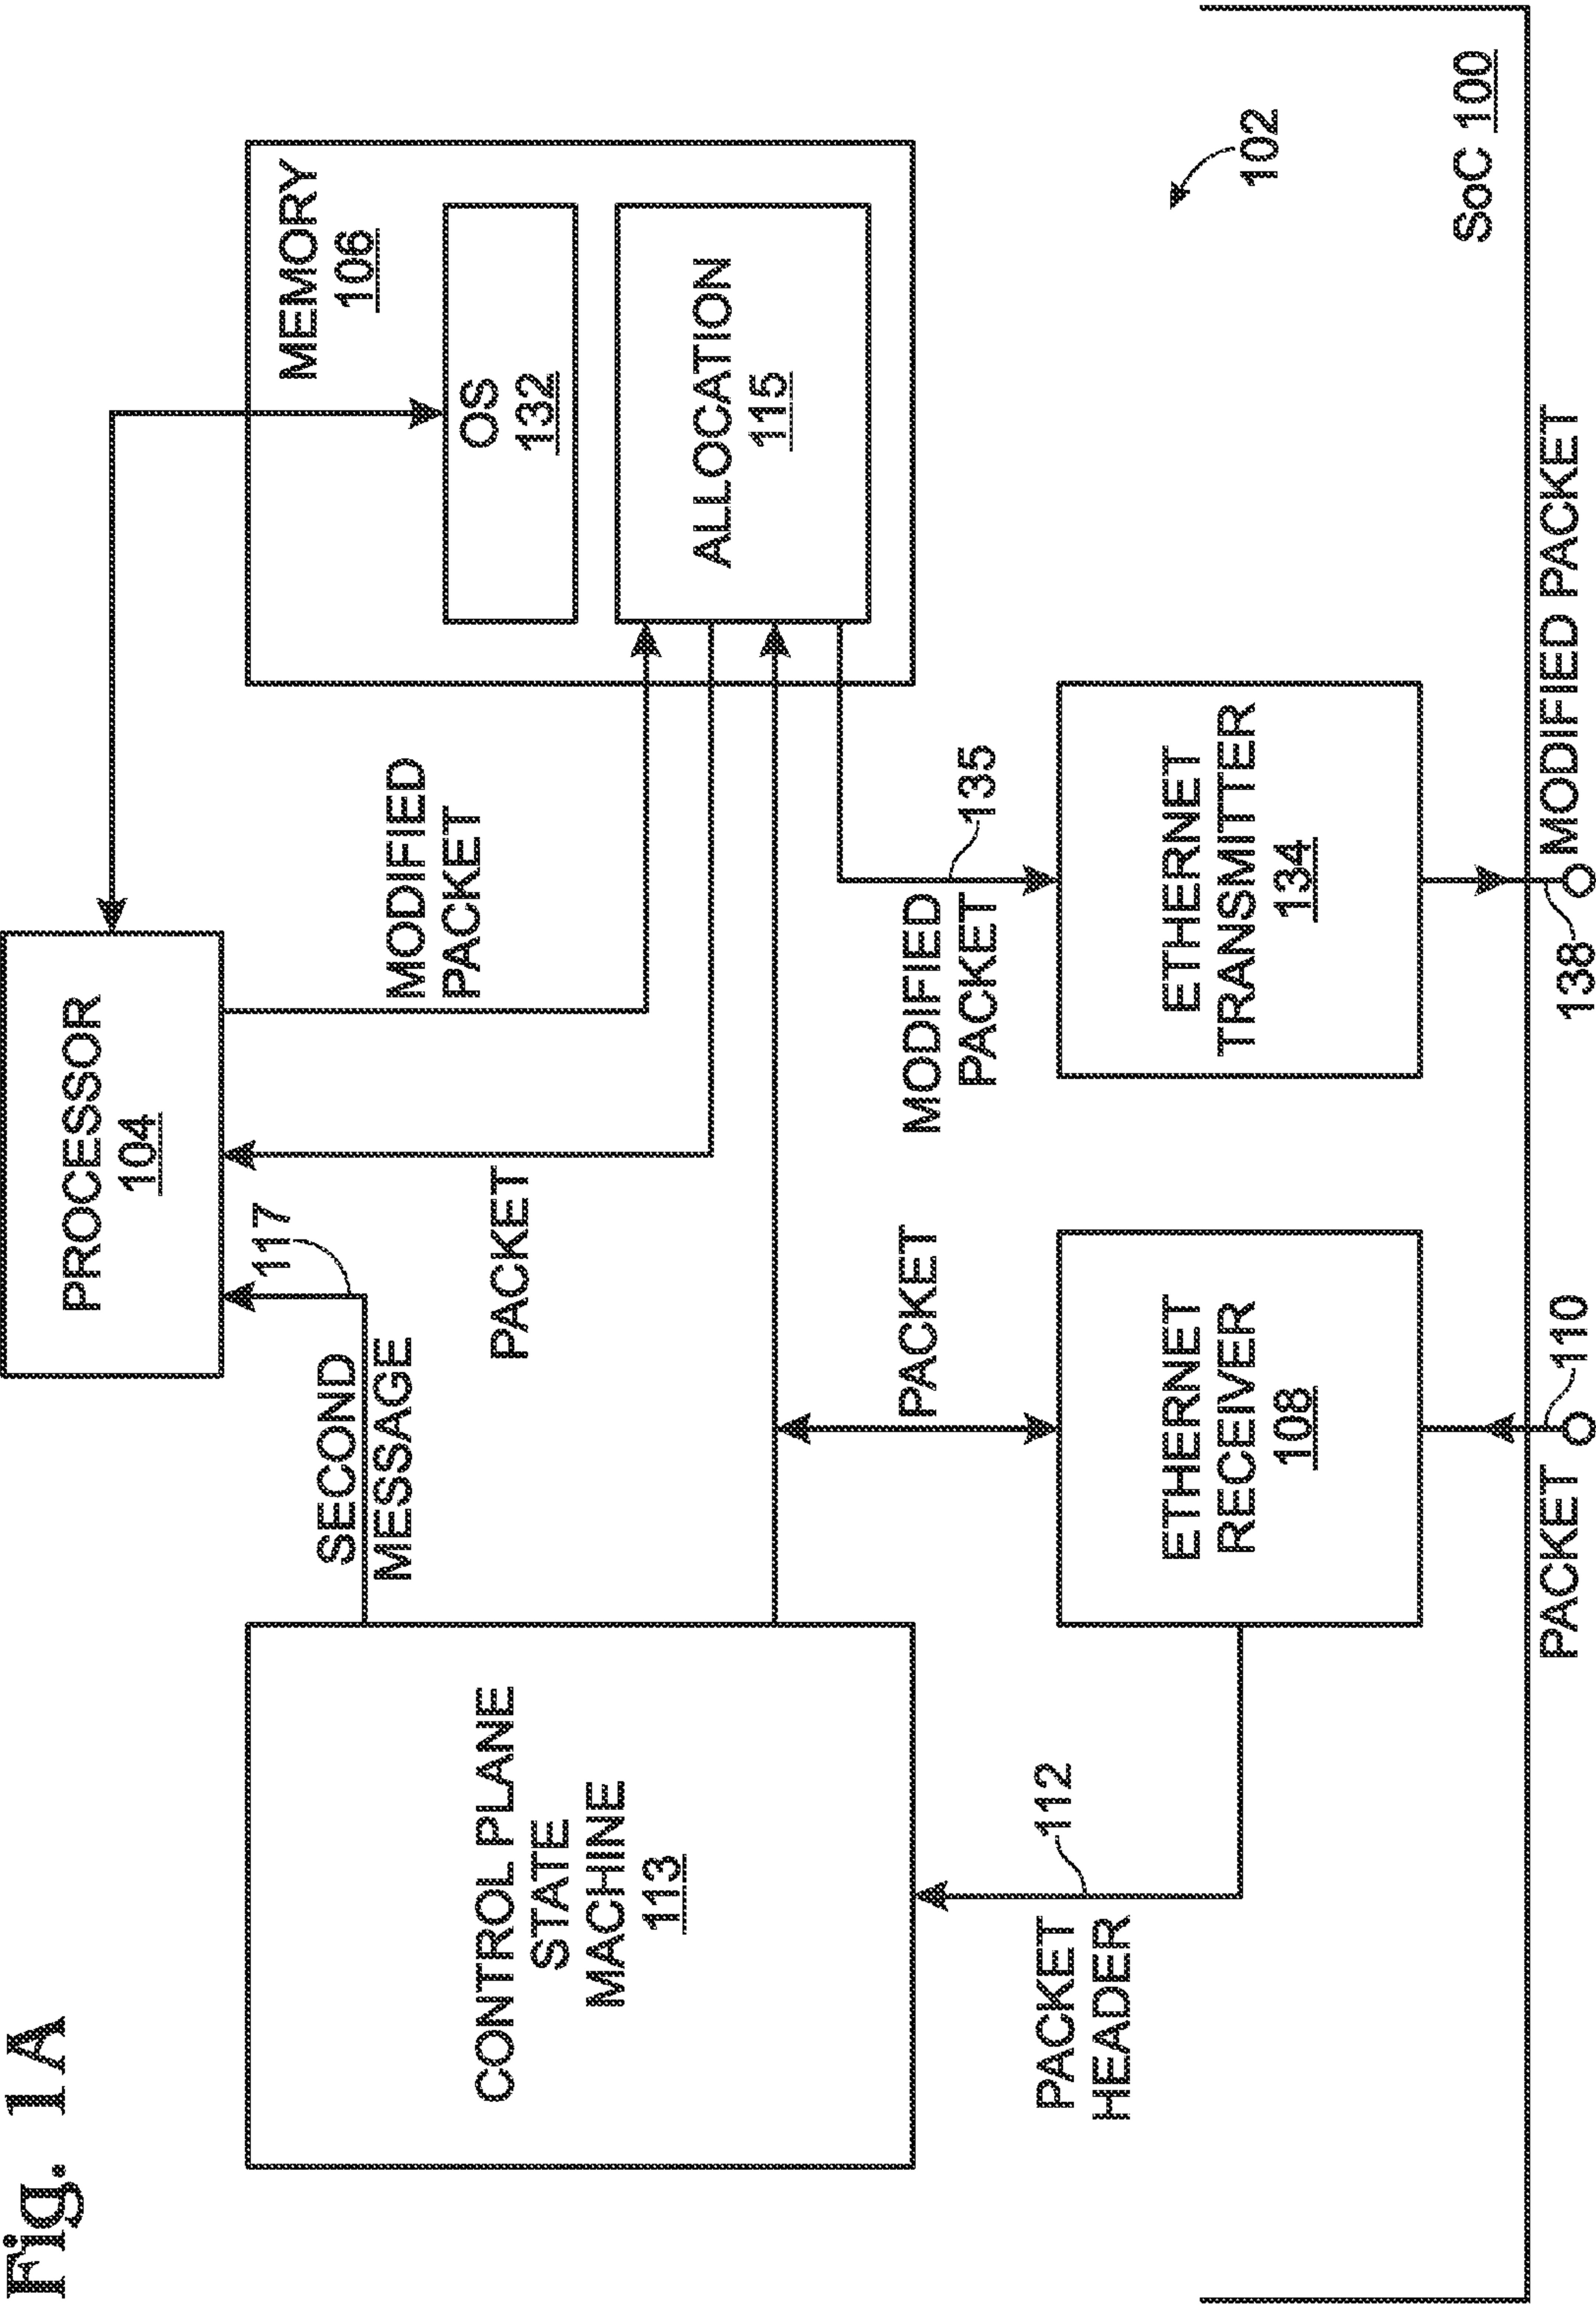 Fig. 1A
PROCESSOR
104
SECOND
MESSAGE
117
MODIFIED
PACKET
PACKET
MEMORY
106
OS
132
ALLOCATION
115
CONTROL PLANE
STATE
MACHINE
113
PACKET
MODIFIED
PACKET
135
PACKET
HEADER
112
ETHERNET
RECEIVER
108
ETHERNET
TRANSMITTER
134
102
SoC 100
PACKET
110
138
MODIFIED PACKET